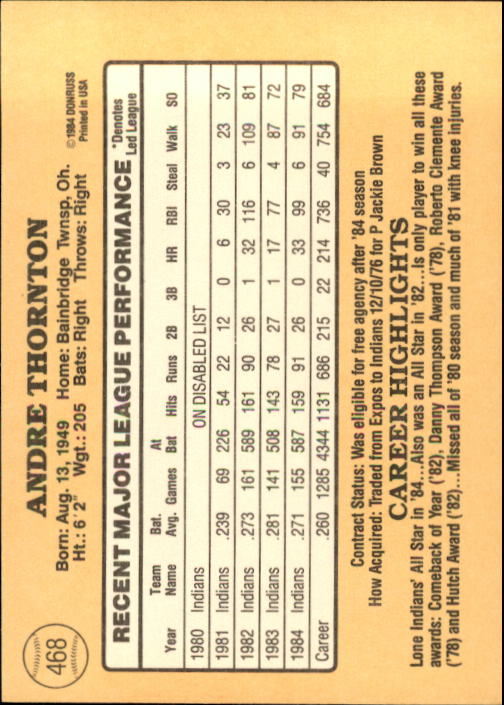 468
ANDRE THORNTON
©1984 DONRUSS
Printed in USA
Born: Aug. 13, 1949 Home: Bainbridge Twnsp, Oh.
Ht.: 6'2" Wgt.: 205 Bats: Right Throws: Right
RECENT MAJOR LEAGUE PERFORMANCE *Denotes Led League
Year Team Name Bat. Avg. Games At Bat Hits Runs 2B 3B HR RBI Steal Walk SO
1980 Indians ON DISABLED LIST
1981 Indians .239 69 226 54 22 12 0 6 30 3 23 37
1982 Indians .273 161 589 161 90 26 1 32 116 6 109 81
1983 Indians .281 141 508 143 78 27 1 17 77 4 87 72
1984 Indians .271 155 587 159 91 26 0 33 99 6 91 79
Career .260 1285 4344 1131 686 215 22 214 736 40 754 684
Contract Status: Was eligible for free agency after '84 season
How Acquired: Traded from Expos to Indians 12/10/76 for P Jackie Brown
CAREER HIGHLIGHTS
Lone Indians' All Star in '84...Also was an All Star in '82...Is only player to win all these
awards: Comeback of Year ('82), Danny Thompson Award ('78), Roberto Clemente Award
('78) and Hutch Award ('82)...Missed all of '80 season and much of '81 with knee injuries.